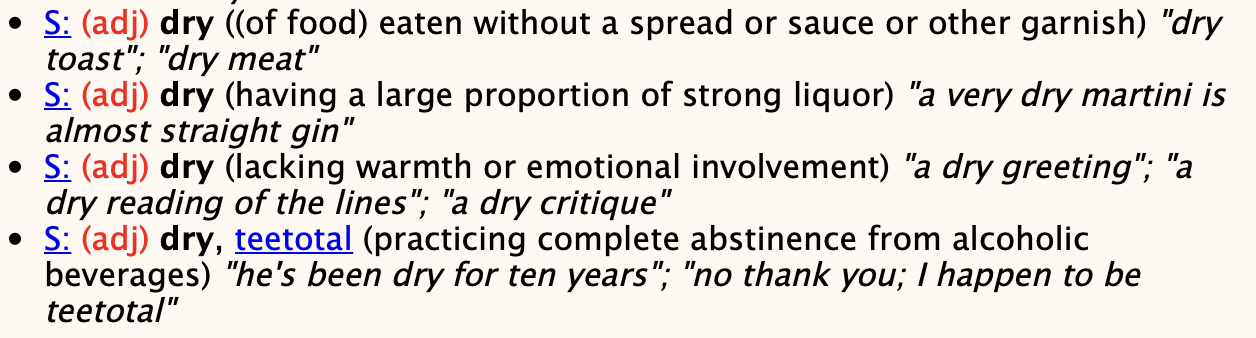 • S: (adj) dry ((of food) eaten without a spread or sauce or other garnish) "dry
toast"; "dry meat"
• S: (adj) dry (having a large proportion of strong liquor) "a very dry martini is
almost straight gin"
• S: (adj) dry (lacking warmth or emotional involvement) "a dry greeting"; "a
dry reading of the lines"; "a dry critique"
• S: (adj) dry, teetotal (practicing complete abstinence from alcoholic
beverages) "he's been dry for ten years"; "no thank you; I happen to be
teetotal"